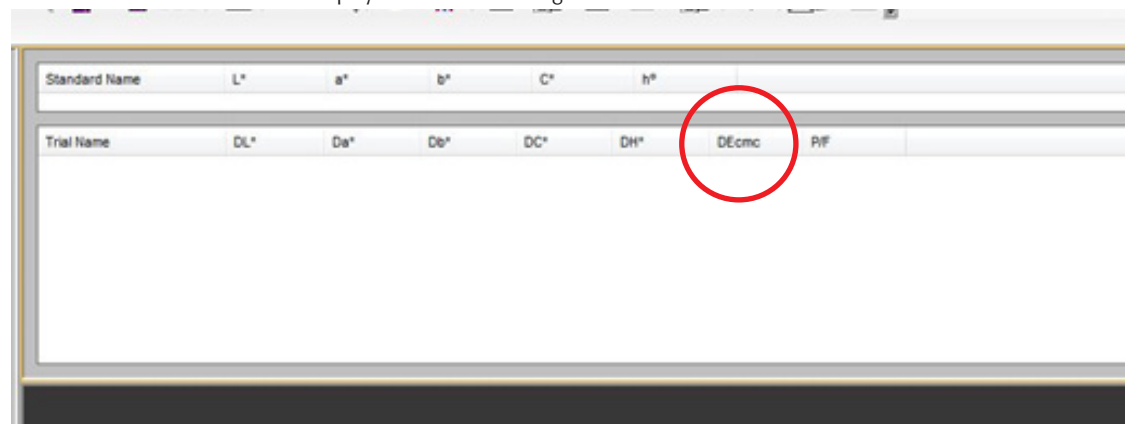 Standard Name L* a* b* C* h°
Trial Name DL* Da* Db* DC* DH* DEcmc P/F